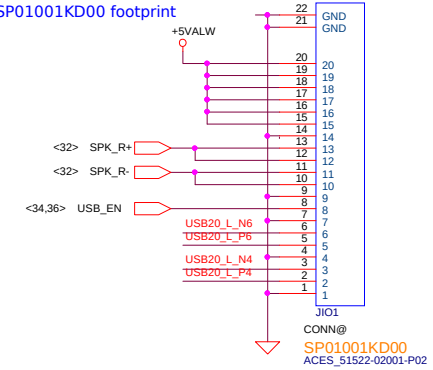 SP01001KD00 footprint
+5VALW
22 GND
21 GND
20 20
19 19
18 18
17 17
16 16
15 15
14 14
<32> SPK_R+ 13 13
12 12
<32> SPK_R- 11 11
10 10
9 9
<34,36> USB_EN 8 8
7 7
USB20_L_N6 6 6
USB20_L_P6 5 5
4 4
USB20_L_N4 3 3
USB20_L_P4 2 2
1 1
JIO1
CONN@
SP01001KD00
ACES_51522-02001-P02